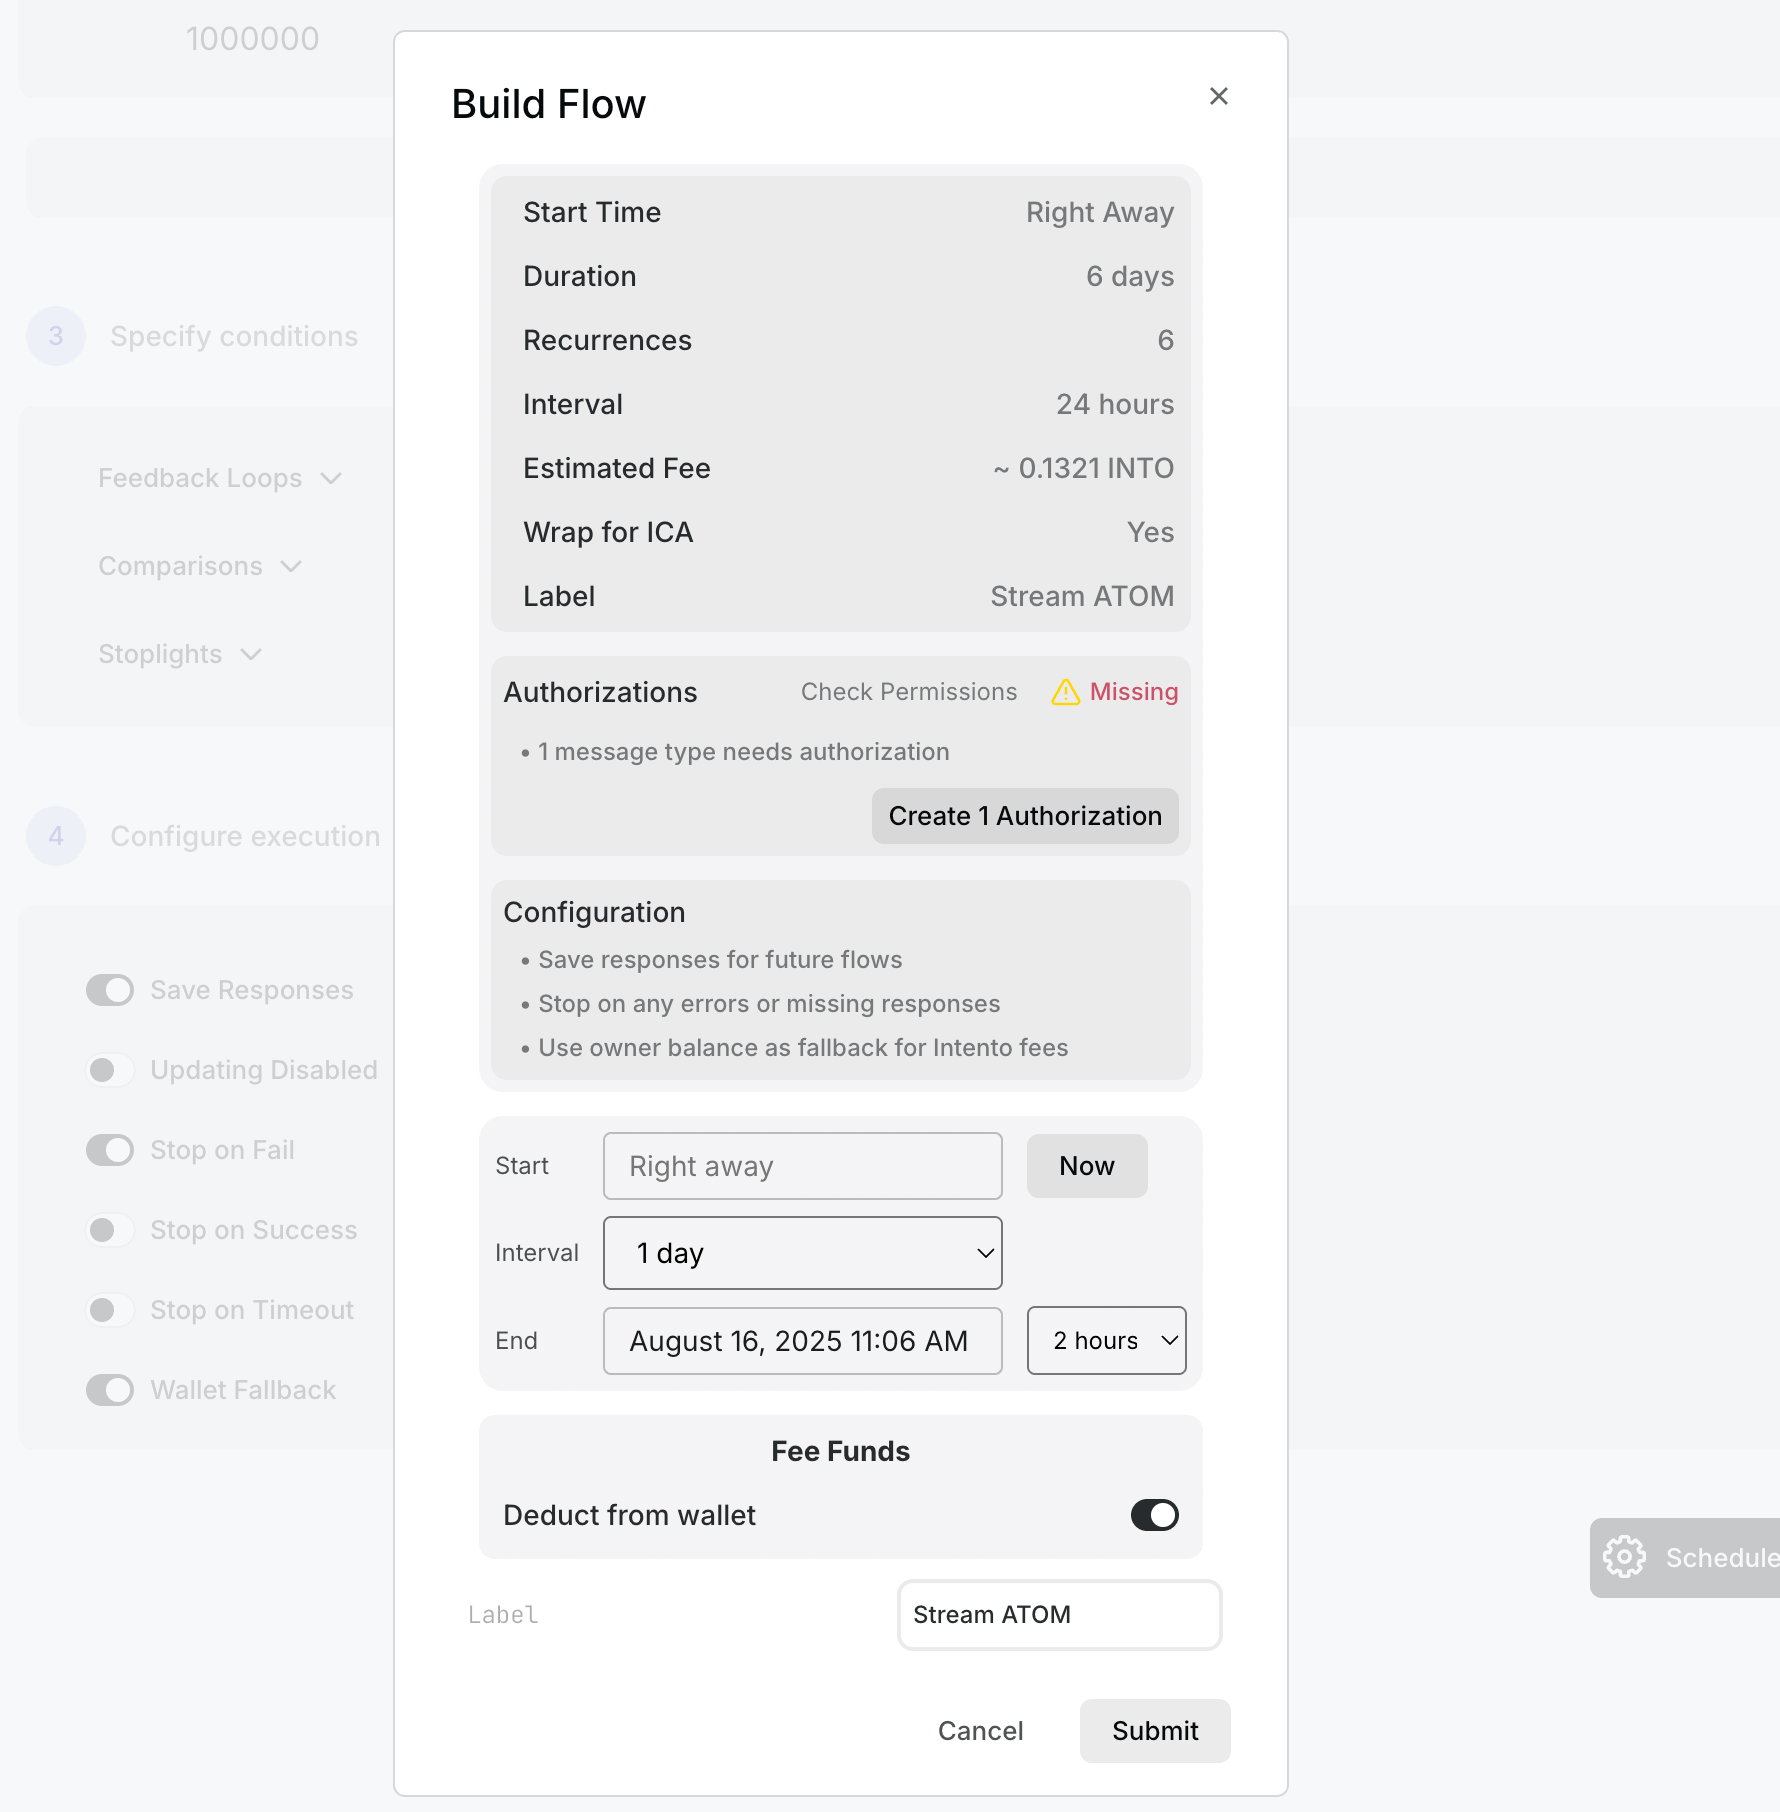 1000000
Build Flow
Start Time Right Away
Duration 6 days
Recurrences 6
Interval 24 hours
Estimated Fee ~ 0.1321 INTO
Wrap for ICA Yes
Label Stream ATOM
Authorizations Check Permissions Missing
• 1 message type needs authorization
Create 1 Authorization
Configuration
• Save responses for future flows
• Stop on any errors or missing responses
• Use owner balance as fallback for Intento fees
Start Right away Now
Interval 1 day
End August 16, 2025 11:06 AM 2 hours
Fee Funds
Deduct from wallet
Label Stream ATOM
Cancel Submit
3 Specify conditions
Feedback Loops
Comparisons
Stoplights
4 Configure execution
Save Responses
Updating Disabled
Stop on Fail
Stop on Success
Stop on Timeout
Wallet Fallback
Schedule